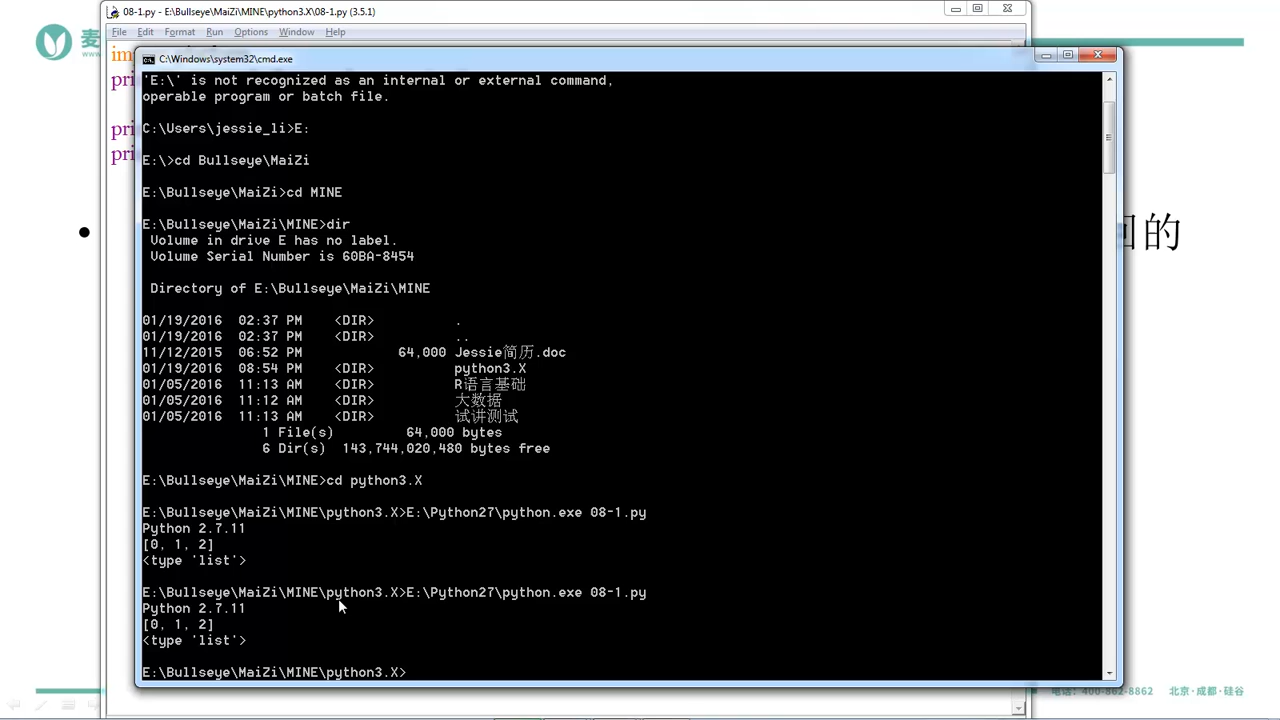 08-1.py - E:\Bullseye\MaiZi\MINE\python3.X\08-1.py (3.5.1)
File Edit Format Run Options Window Help
麦
C:\Windows\system32\cmd.exe
'E:\' is not recognized as an internal or external command,
operable program or batch file.
C:\Users\jessie_li>E:
E:\>cd Bullseye\MaiZi
E:\Bullseye\MaiZi>cd MINE
E:\Bullseye\MaiZi\MINE>dir
Volume in drive E has no label.
Volume Serial Number is 60BA-8454
Directory of E:\Bullseye\MaiZi\MINE
01/19/2016 02:37 PM <DIR> .
01/19/2016 02:37 PM <DIR> ..
11/12/2015 06:52 PM 64,000 Jessie简历.doc
01/19/2016 08:54 PM <DIR> python3.X
01/05/2016 11:13 AM <DIR> R语言基础
01/05/2016 11:12 AM <DIR> 大数据
01/05/2016 11:13 AM <DIR> 试讲测试
1 File(s) 64,000 bytes
6 Dir(s) 143,744,020,480 bytes free
E:\Bullseye\MaiZi\MINE>cd python3.X
E:\Bullseye\MaiZi\MINE\python3.X>E:\Python27\python.exe 08-1.py
Python 2.7.11
[0, 1, 2]
<type 'list'>
E:\Bullseye\MaiZi\MINE\python3.X>E:\Python27\python.exe 08-1.py
Python 2.7.11
[0, 1, 2]
<type 'list'>
E:\Bullseye\MaiZi\MINE\python3.X>
的
电话：400-862-8862 北京·成都·硅谷